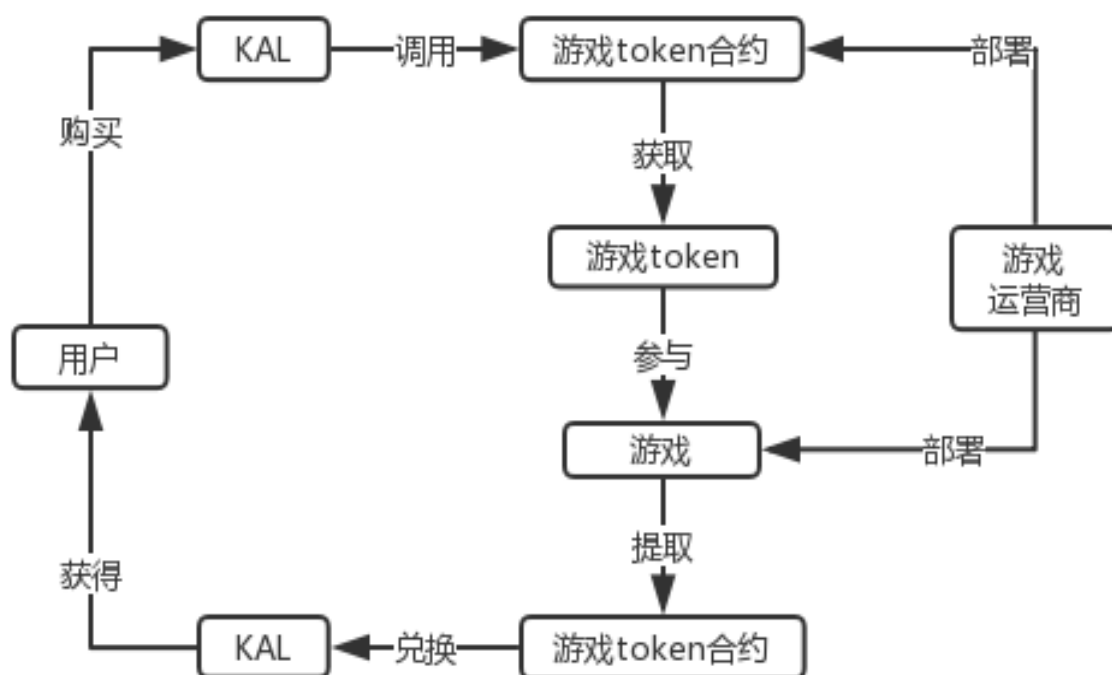 KAL
调用
游戏token合约
部署
购买
获取
游戏token
游戏
运营商
用户
参与
游戏
部署
提取
获得
KAL
兑换
游戏token合约